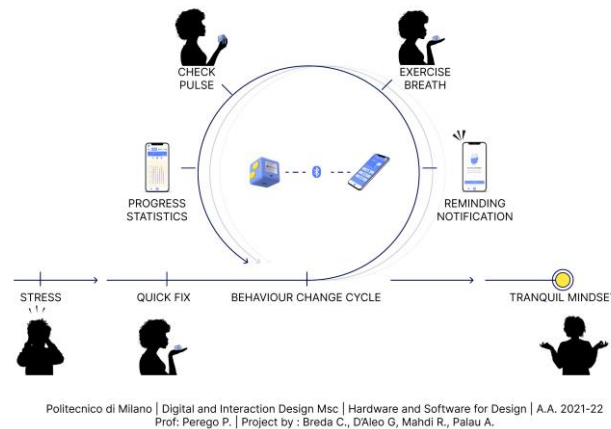 CHECK
PULSE
EXERCISE
BREATH
PROGRESS
STATISTICS
REMINDING
NOTIFICATION
STRESS
QUICK FIX
BEHAVIOUR CHANGE CYCLE
TRANQUIL MINDSET
Politecnico di Milano | Digital and Interaction Design Msc | Hardware and Software for Design | A.A. 2021-22
Prof: Perego P. | Project by : Breda C., D'Aleo G, Mahdi R., Palau A.